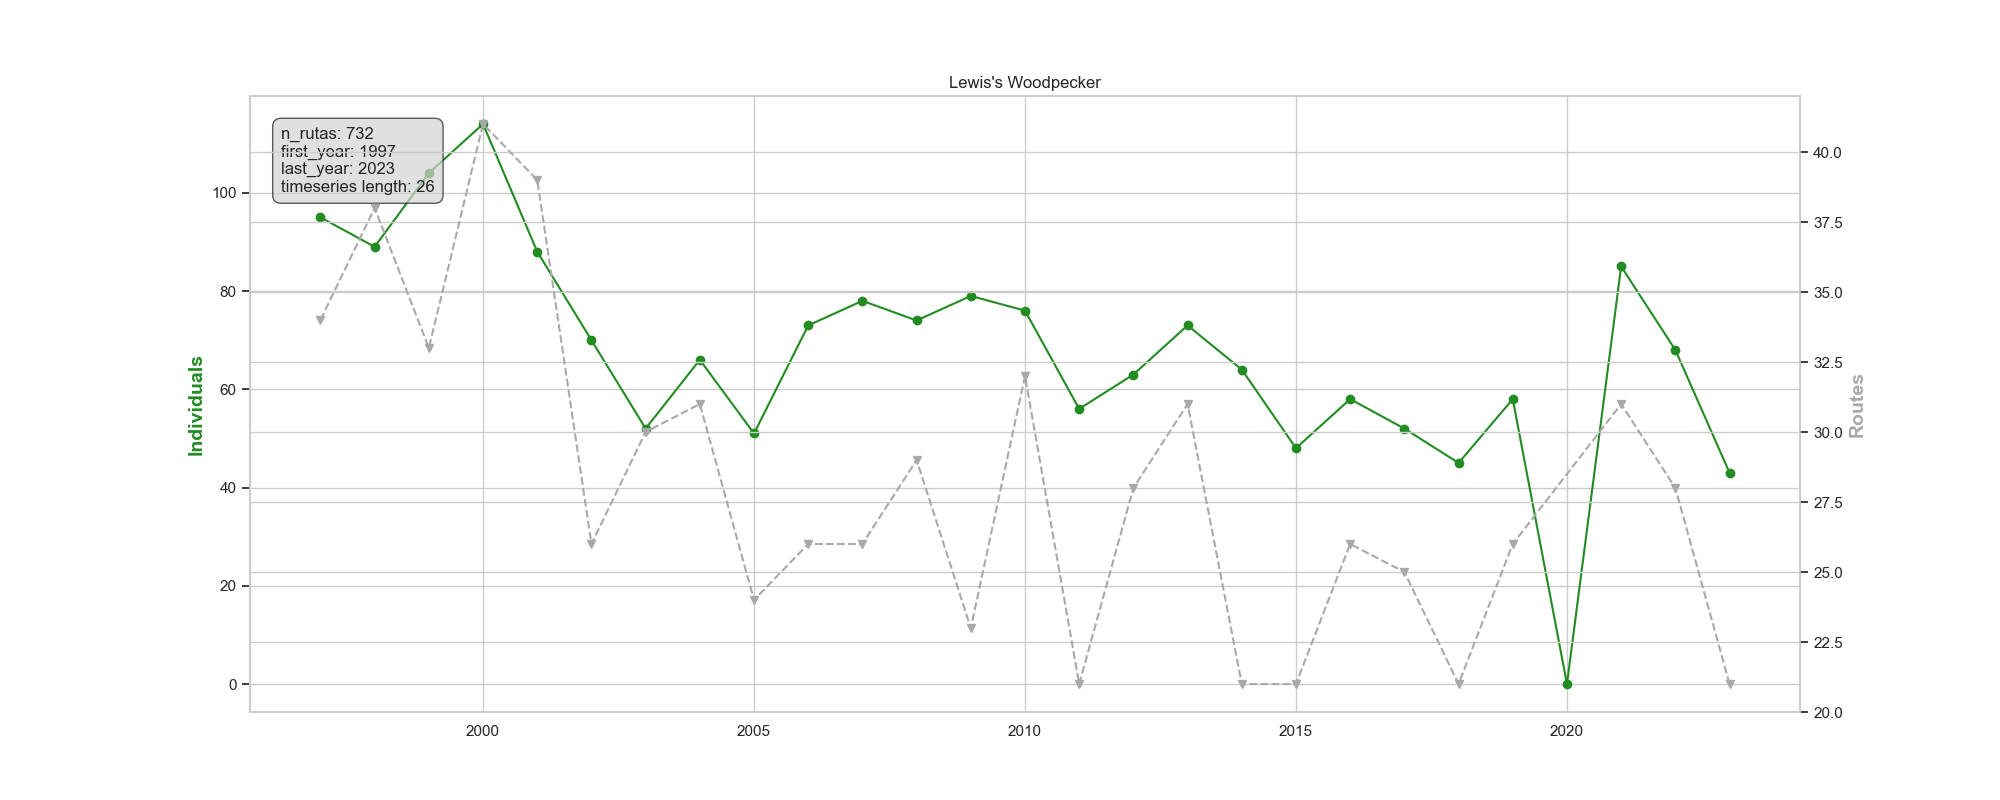 Lewis's Woodpecker
n_rutas: 732
first_year: 1997
last_year: 2023
timeseries length: 26
100
80
60
40
20
0
Individuals
40.0
37.5
35.0
32.5
30.0
27.5
25.0
22.5
20.0
Routes
2000
2005
2010
2015
2020